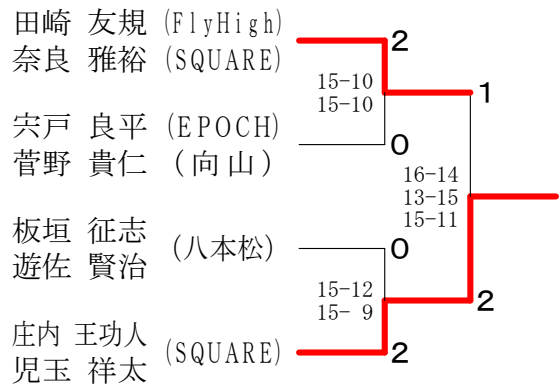 田崎 友規 (FlyHigh)
奈良 雅裕 (SQUARE)
2
15-10
15-10
1
宍戸 良平 (EPOCH)
菅野 貴仁 (向山)
0
16-14
13-15
15-11
板垣 征志
遊佐 賢治
(八本松)
0
15-12
15- 9
2
庄内 王功人
児玉 祥太
(SQUARE)
2